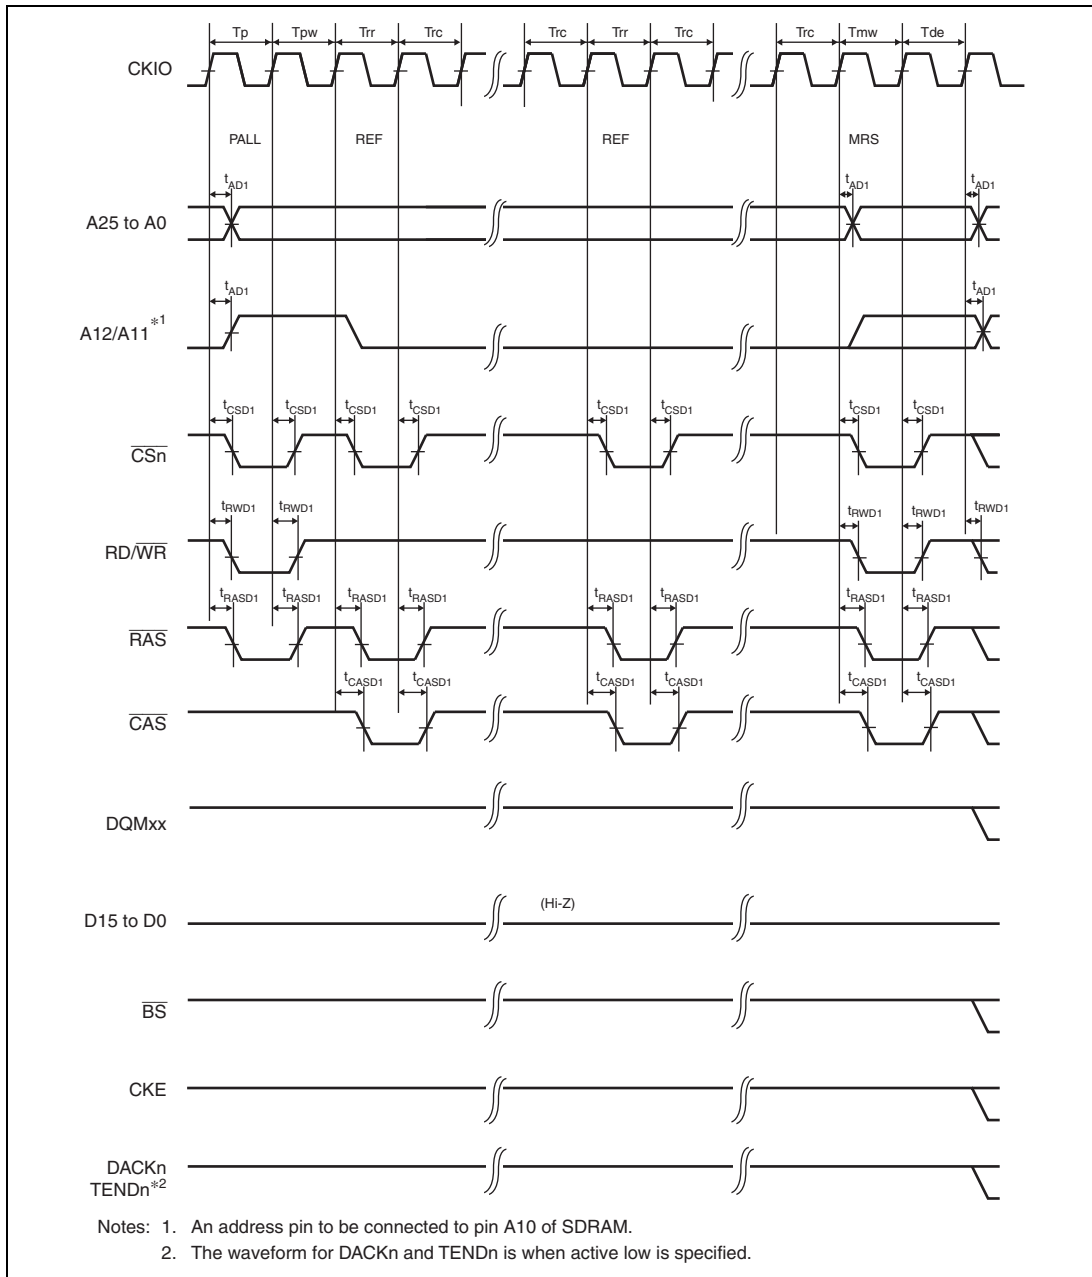 Tp Tpw Trr Trc Trc Trr Trc Trc Tmw Tde
CKIO
PALL REF REF MRS
tAD1 tAD1 tAD1
A25 to A0
tAD1 tAD1
A12/A11*1
tCSD1 tCSD1 tCSD1 tCSD1 tCSD1 tCSD1 tCSD1 tCSD1
CSn
tRWD1 tRWD1 tRWD1 tRWD1 tRWD1
RD/WR
tRASD1 tRASD1 tRASD1 tRASD1 tRASD1 tRASD1 tRASD1 tRASD1
RAS
tCASD1 tCASD1 tCASD1 tCASD1 tCASD1 tCASD1
CAS
DQMxx
(Hi-Z)
D15 to D0
BS
CKE
DACKn
TENDn*2
Notes: 1. An address pin to be connected to pin A10 of SDRAM.
2. The waveform for DACKn and TENDn is when active low is specified.